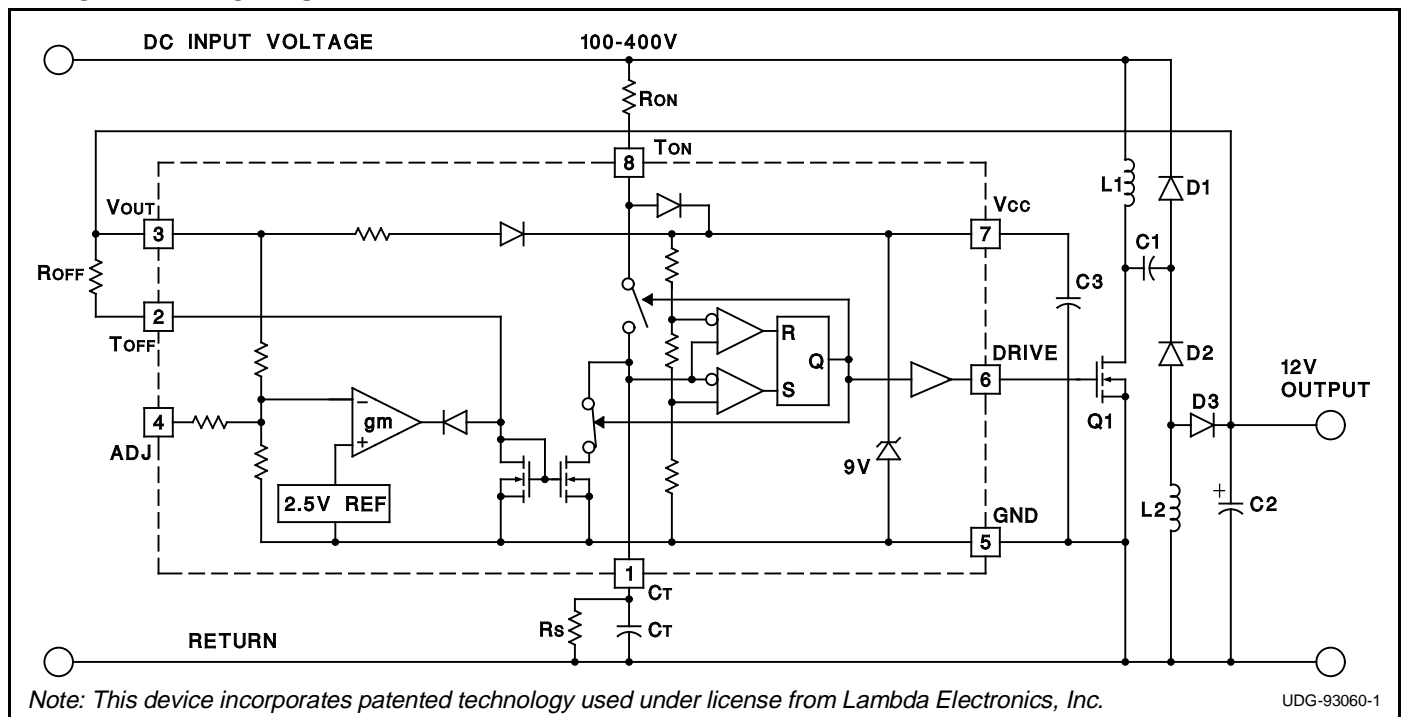 DC INPUT VOLTAGE 100-400V
RON
TON
8
VOUT
3
VCC
7
L1
D1
C1
ROFF
C3
2
TOFF
R
Q
S
DRIVE
6
D2
12V
OUTPUT
D3
Q1
4
ADJ
gm
−
+
9V
2.5V REF
GND
5
L2
+
C2
1
CT
RS
CT
RETURN
Note: This device incorporates patented technology used under license from Lambda Electronics, Inc.
UDG-93060-1